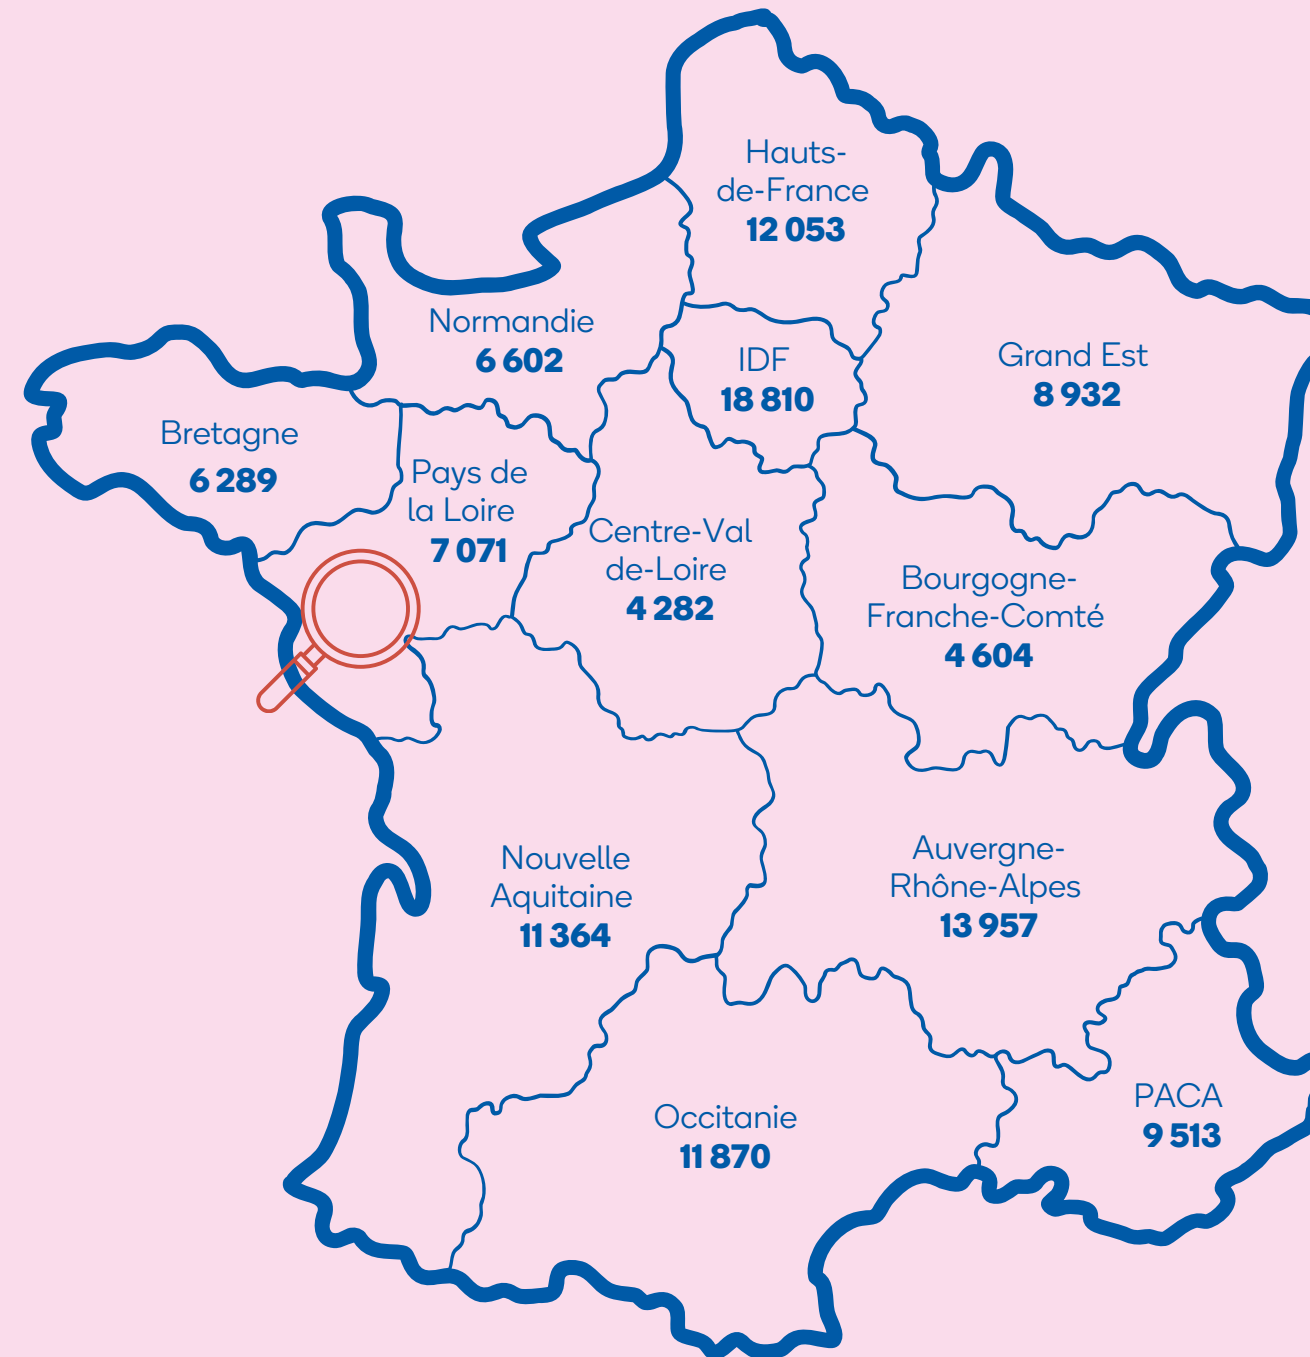 Hauts-
de-France
12 053
Normandie
6 602
IDF
18 810
Grand Est
8 932
Bretagne
6 289
Pays de
la Loire
7 071
Centre-Val
de-Loire
4 282
Bourgogne-
Franche-Comté
4 604
Nouvelle
Aquitaine
11 364
Auvergne-
Rhône-Alpes
13 957
Occitanie
11 870
PACA
9 513